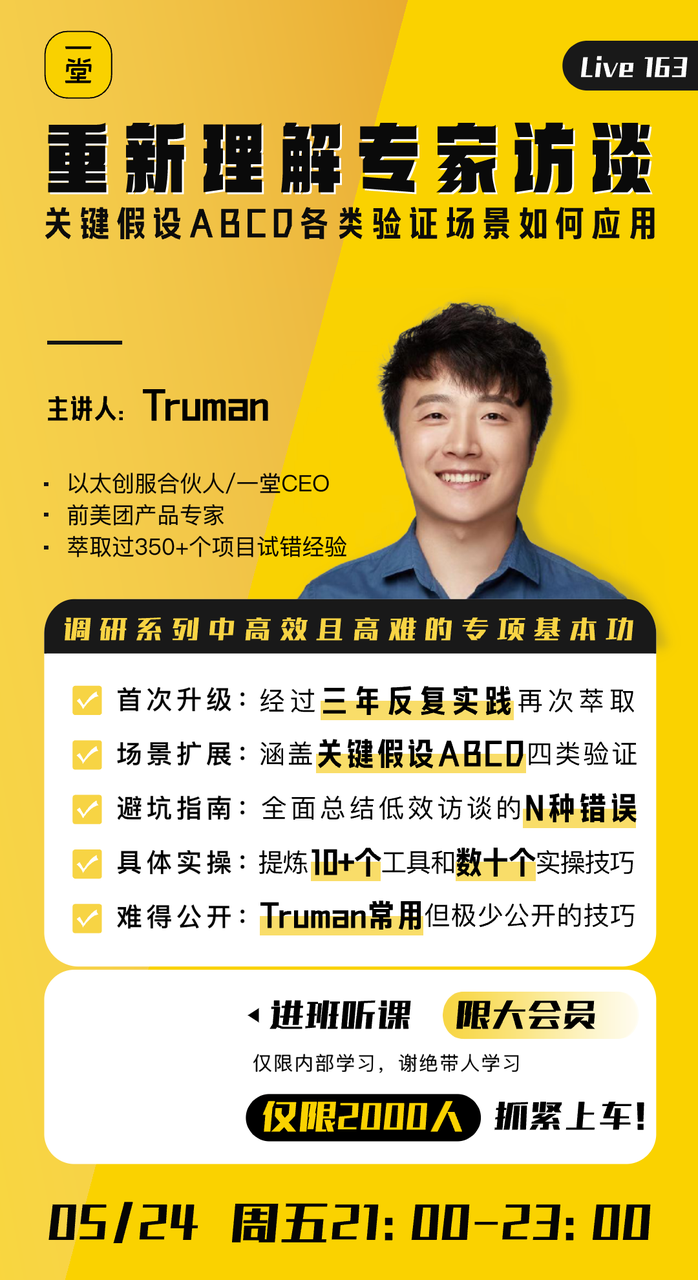 一堂
Live 163
重新理解专家访谈
关键假设ABCD各类验证场景如何应用
主讲人：Truman
· 以太创服合伙人/一堂CEO
· 前美团产品专家
· 萃取过350+个项目试错经验
调研系列中高效且高难的专项基本功
首次升级：经过三年反复实践再次萃取
场景扩展：涵盖关键假设ABCD四类验证
避坑指南：全面总结低效访谈的N种错误
具体实操：提炼10+个工具和数十个实操技巧
难得公开：Truman常用但极少公开的技巧
进班听课 限大会员
仅限内部学习，谢绝带人学习
仅限2000人 抓紧上车!
05/24 周五21:00-23:00